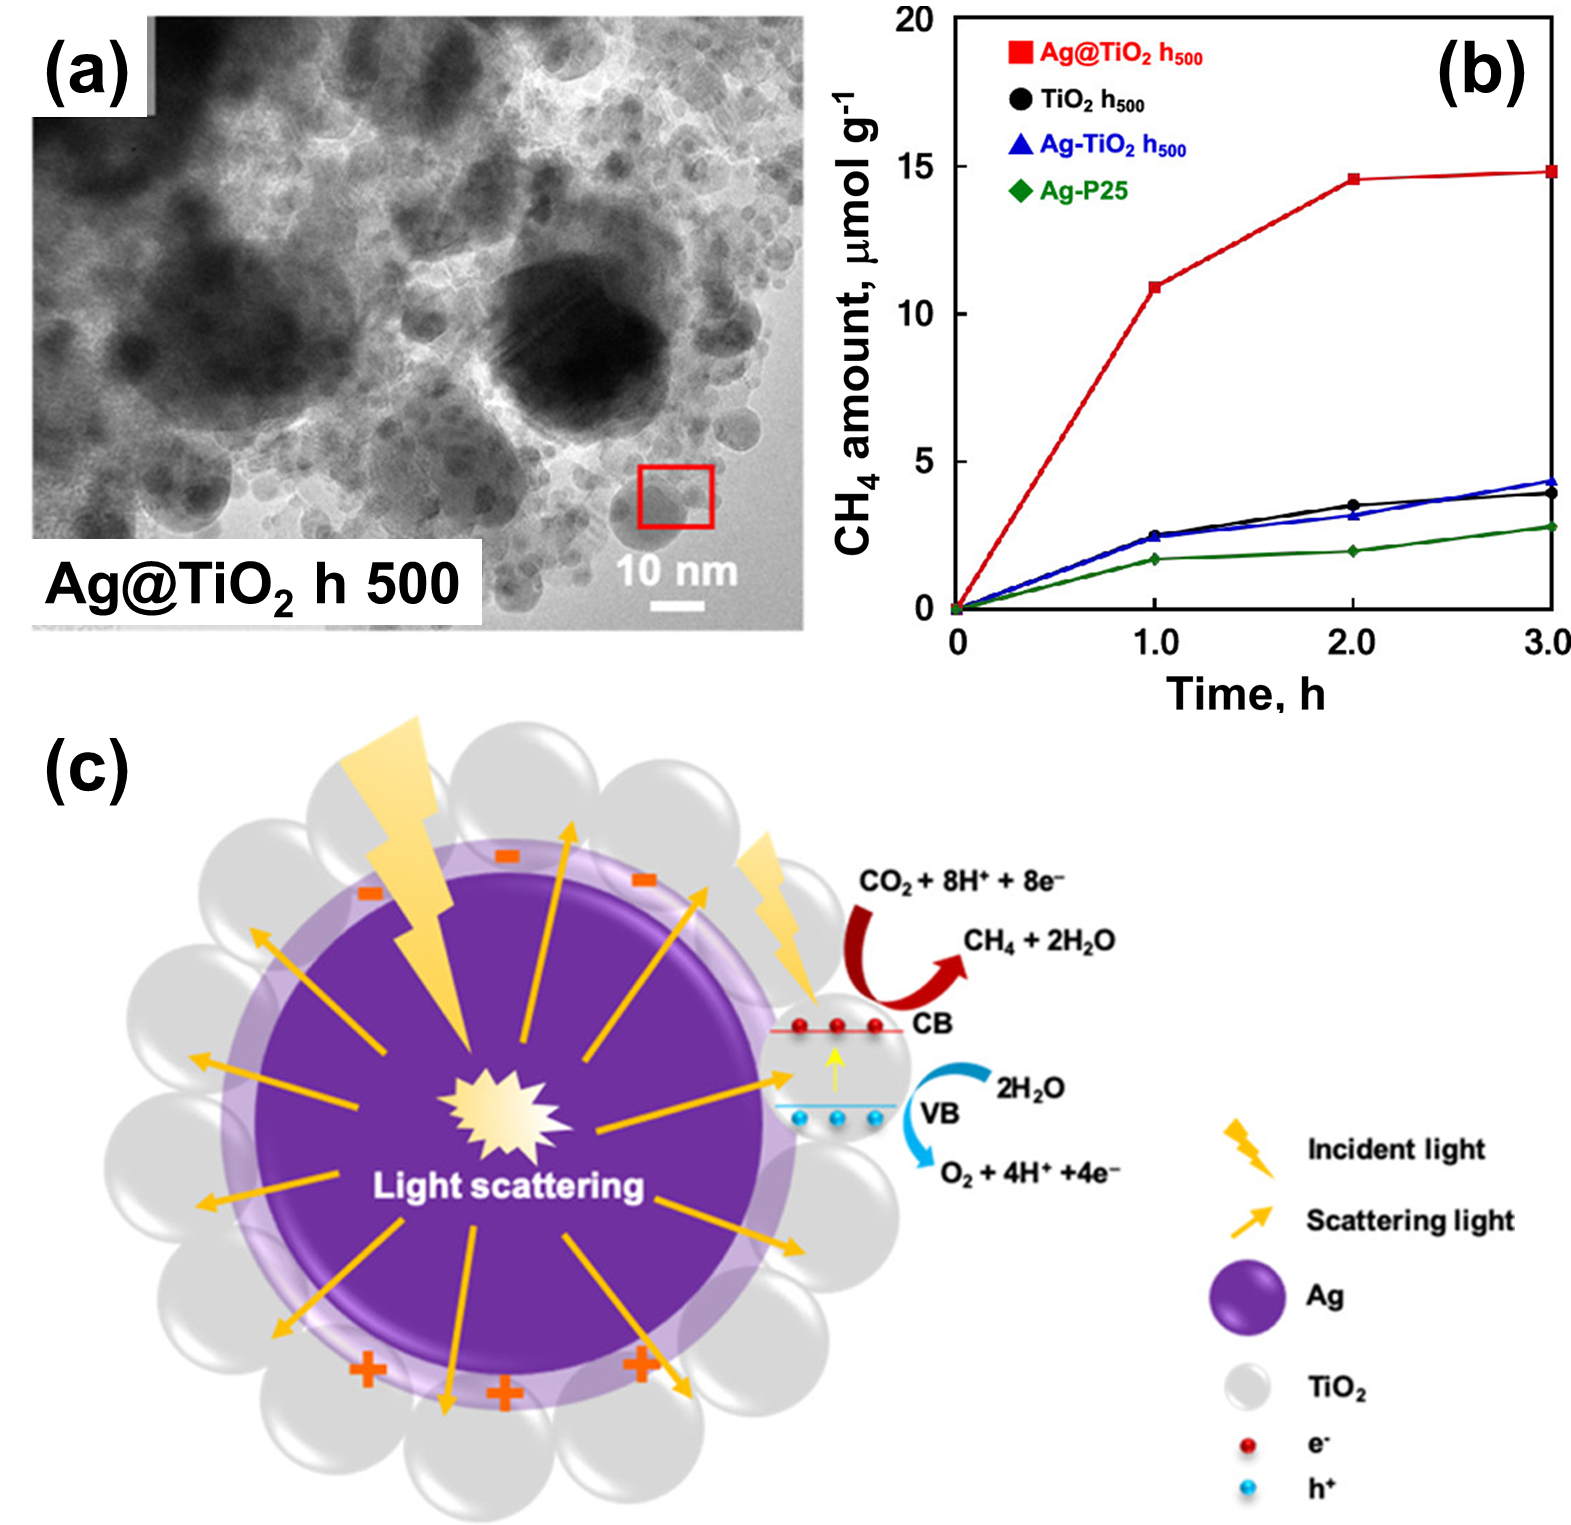 (a)
Ag@TiO₂ h 500
10 nm
(b)
Ag@TiO₂ h₅₀₀
TiO₂ h₅₀₀
Ag-TiO₂ h₅₀₀
Ag-P25
CH₄ amount, μmol g⁻¹
20
15
10
5
0
0 1.0 2.0 3.0
Time, h
(c)
CO₂ + 8H⁺ + 8e⁻
CH₄ + 2H₂O
CB
2H₂O
VB
O₂ + 4H⁺ +4e⁻
Light scattering
Incident light
Scattering light
Ag
TiO₂
e⁻
h⁺